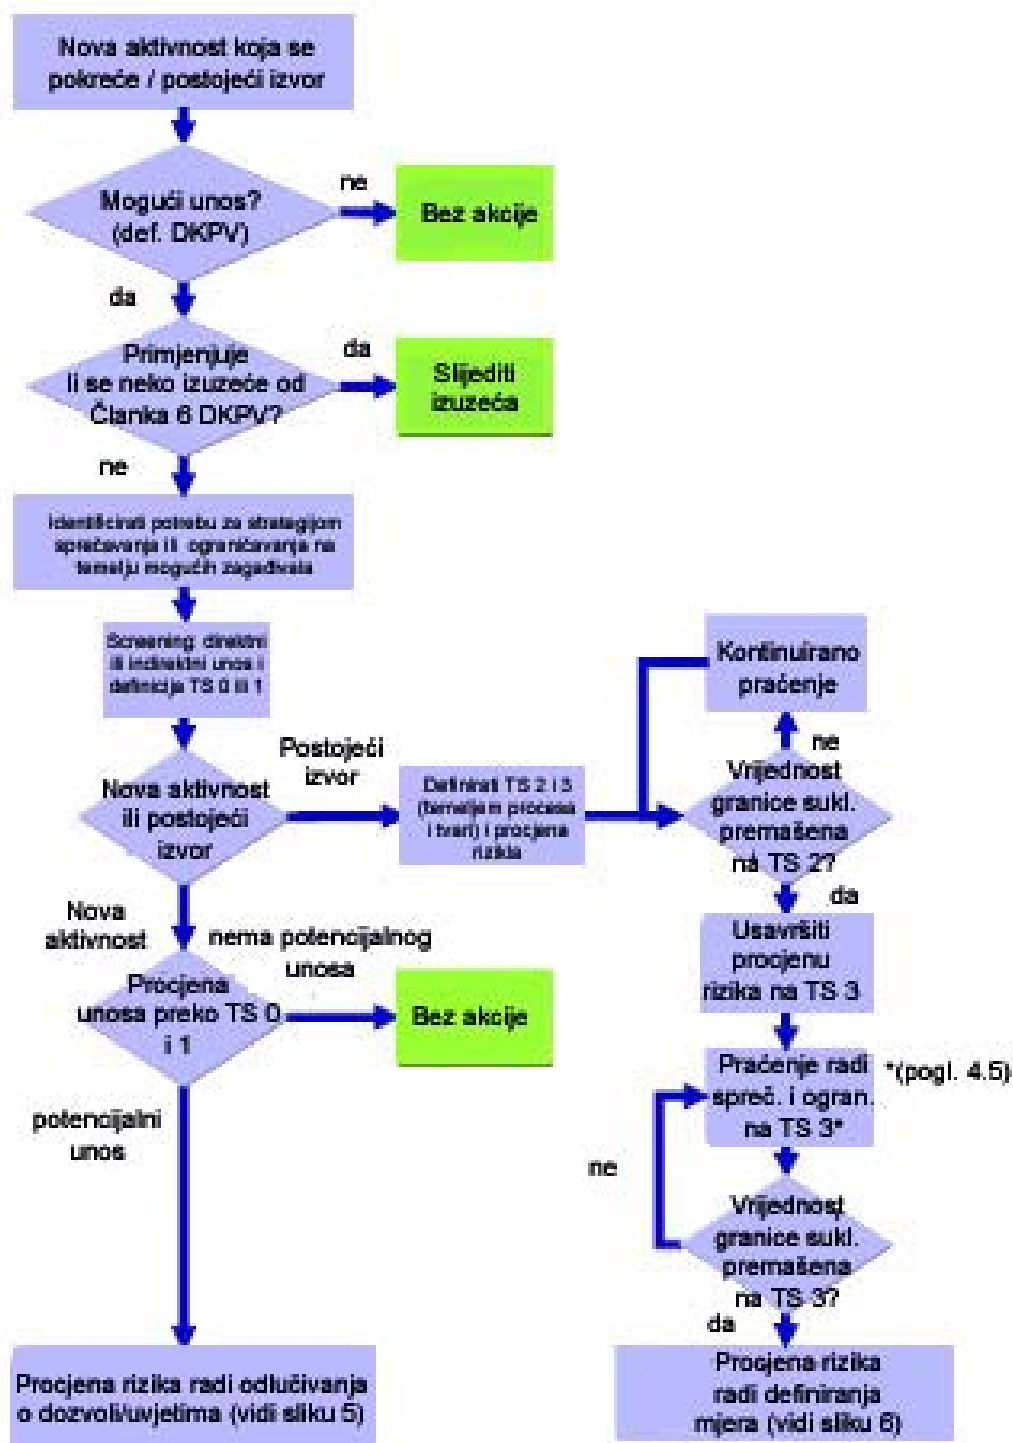 Nova aktivnost koja se
pokreće / postojeći izvor
Mogući unos?
(def. DKPV)
ne
Bez akcije
da
Primjenjuje
li se neko izuzeće od
Članka 6 DKPV?
da
Slijediti
izuzeća
ne
identificirati potrebu za strategijom
sprečavanja ili ograničavanja na
temelju mogućih zagađivala
Screening: direktni
ili indirektni unos i
definicija TS 0 ili 1
Nova aktivnost
ili postojeći
izvor
Postojeći
izvor
Definirati TS 2 i 3
(temeljem procesa
i tvari) i procjena
rizika
Kontinuirano
praćenje
ne
Vrijednost
granice sukl.
premašena
na TS 2?
da
Usavršiti
procjenu
rizika na TS 3
Praćenje radi
spreč. i ogran.
na TS 3*
*(pogl. 4.5)
ne
Vrijednost
granice sukl.
premašena
na TS 3?
da
Procjena rizika
radi definiranja
mjera (vidi sliku 6)
Nova
aktivnost
nema potencijalnog
unosa
Procjena
unosa preko TS 0
i 1
Bez akcije
potencijalni
unos
Procjena rizika radi odlučivanja
o dozvoli/uvjetima (vidi sliku 5)